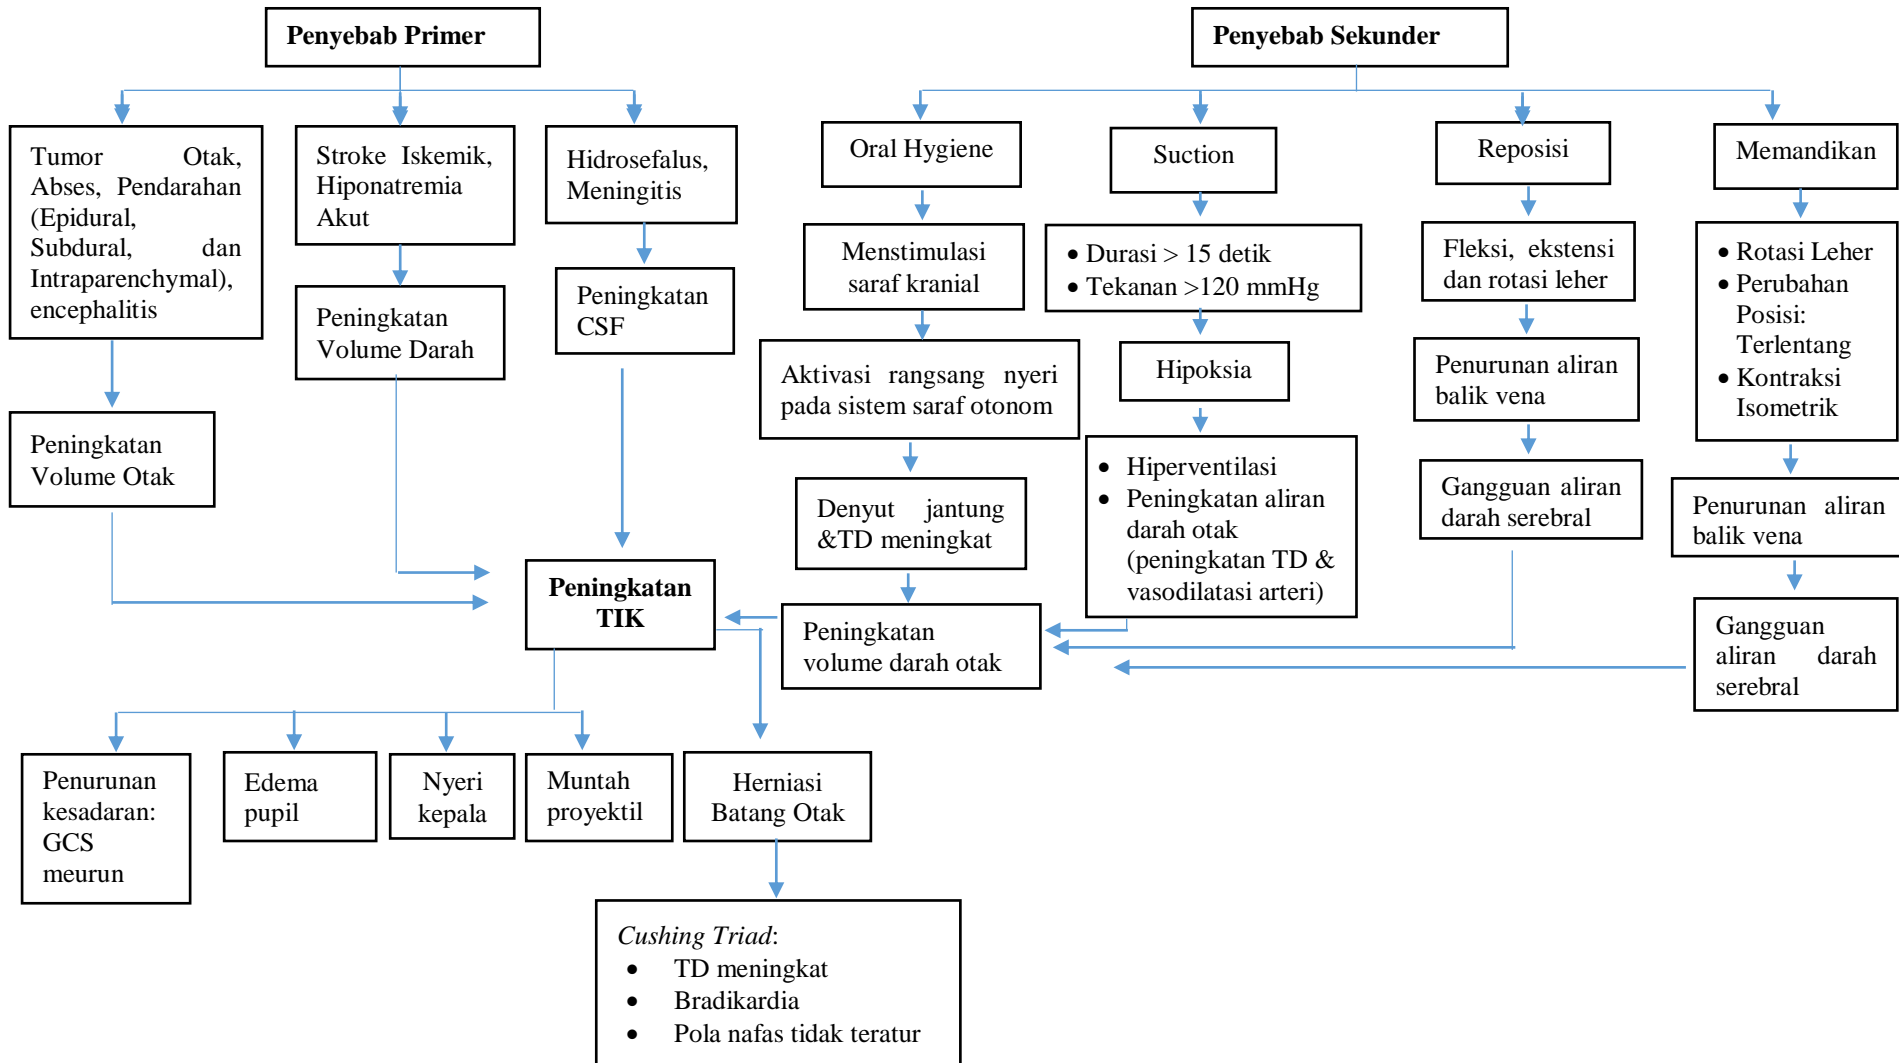 Penyebab Primer
Penyebab Sekunder
Tumor Otak,
Abses, Pendarahan
(Epidural,
Subdural, dan
Intraparenchymal),
encephalitis
Stroke Iskemik,
Hiponatremia
Akut
Hidrosefalus,
Meningitis
Oral Hygiene
Suction
Reposisi
Memandikan
Peningkatan
Volume Otak
Peningkatan
Volume Darah
Peningkatan
CSF
Menstimulasi
saraf kranial
• Durasi > 15 detik
• Tekanan >120 mmHg
Fleksi, ekstensi
dan rotasi leher
• Rotasi Leher
• Perubahan
Posisi:
Terlentang
• Kontraksi
Isometrik
Aktivasi rangsang nyeri
pada sistem saraf otonom
Hipoksia
Penurunan aliran
balik vena
Denyut jantung
&TD meningkat
• Hiperventilasi
• Peningkatan aliran
darah otak
(peningkatan TD &
vasodilatasi arteri)
Gangguan aliran
darah serebral
Penurunan aliran
balik vena
Peningkatan
TIK
Peningkatan
volume darah otak
Gangguan
aliran darah
serebral
Penurunan
kesadaran:
GCS
meurun
Edema
pupil
Nyeri
kepala
Muntah
proyektil
Herniasi
Batang Otak
Cushing Triad:
• TD meningkat
• Bradikardia
• Pola nafas tidak teratur